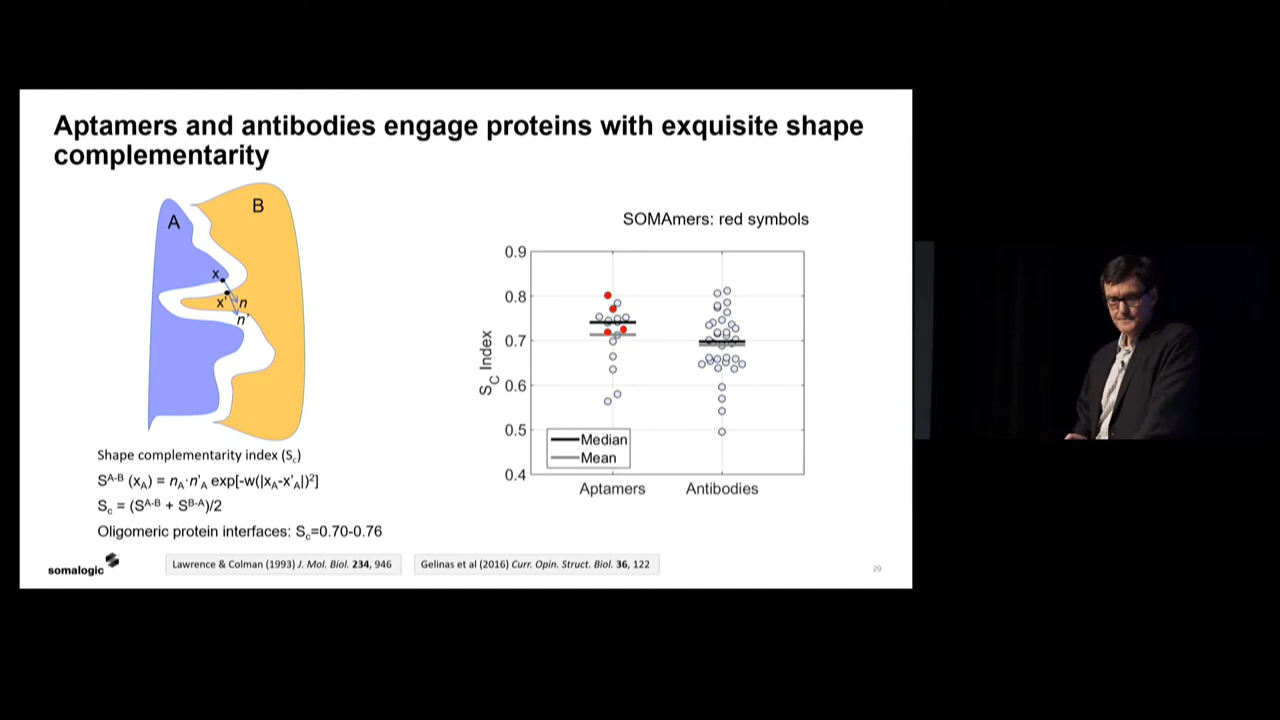 Aptamers and antibodies engage proteins with exquisite shape
complementarity
A
B
x
x'
n
n'
Shape complementarity index (Sc)
S^A-B (xA) = nA·n'A exp[-w(|xA-x'A|)²]
Sc = (S^A-B + S^B-A)/2
Oligomeric protein interfaces: Sc=0.70-0.76
SOMAmers: red symbols
SC Index
0.9
0.8
0.7
0.6
0.5
0.4
Median
Mean
Aptamers
Antibodies
somalogic
Lawrence & Colman (1993) J. Mol. Biol. 234, 946
Gelinas et al (2016) Curr. Opin. Struct. Biol. 36, 122
29